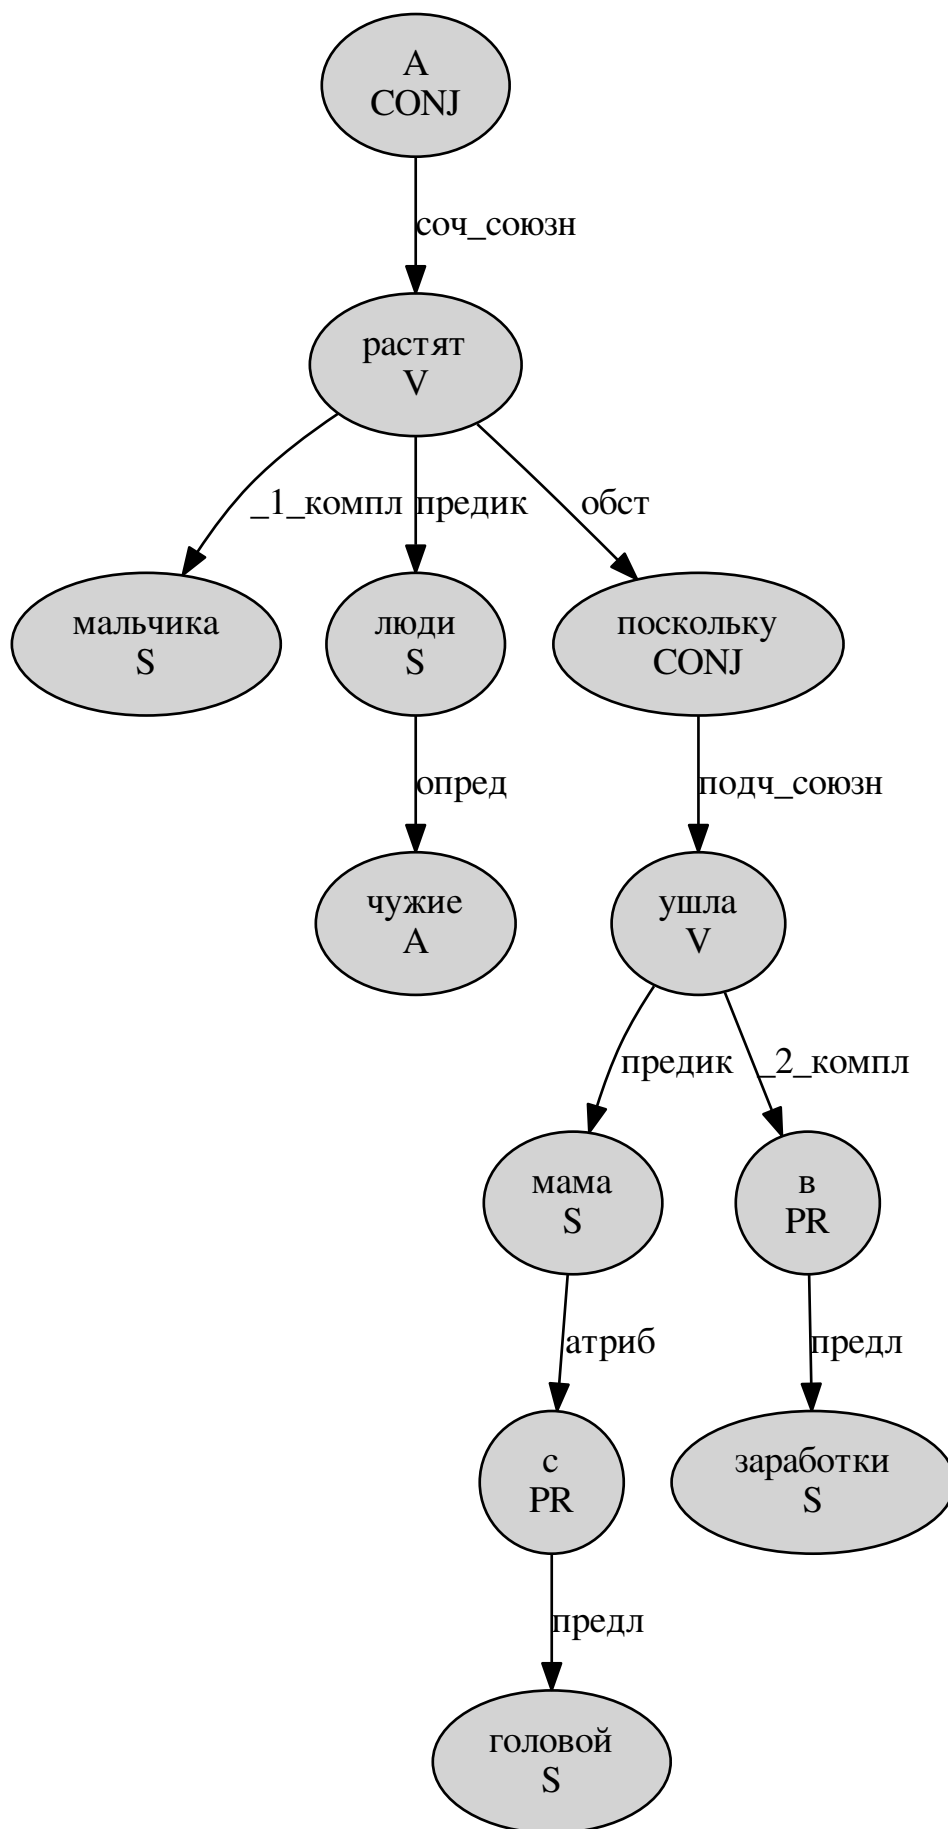 А
CONJ
соч_союзн
растят
V
_1_компл
предик
обст
мальчика
S
люди
S
поскольку
CONJ
опред
подч_союзн
чужие
A
ушла
V
предик
_2_компл
мама
S
в
PR
атриб
предл
с
PR
заработки
S
предл
головой
S